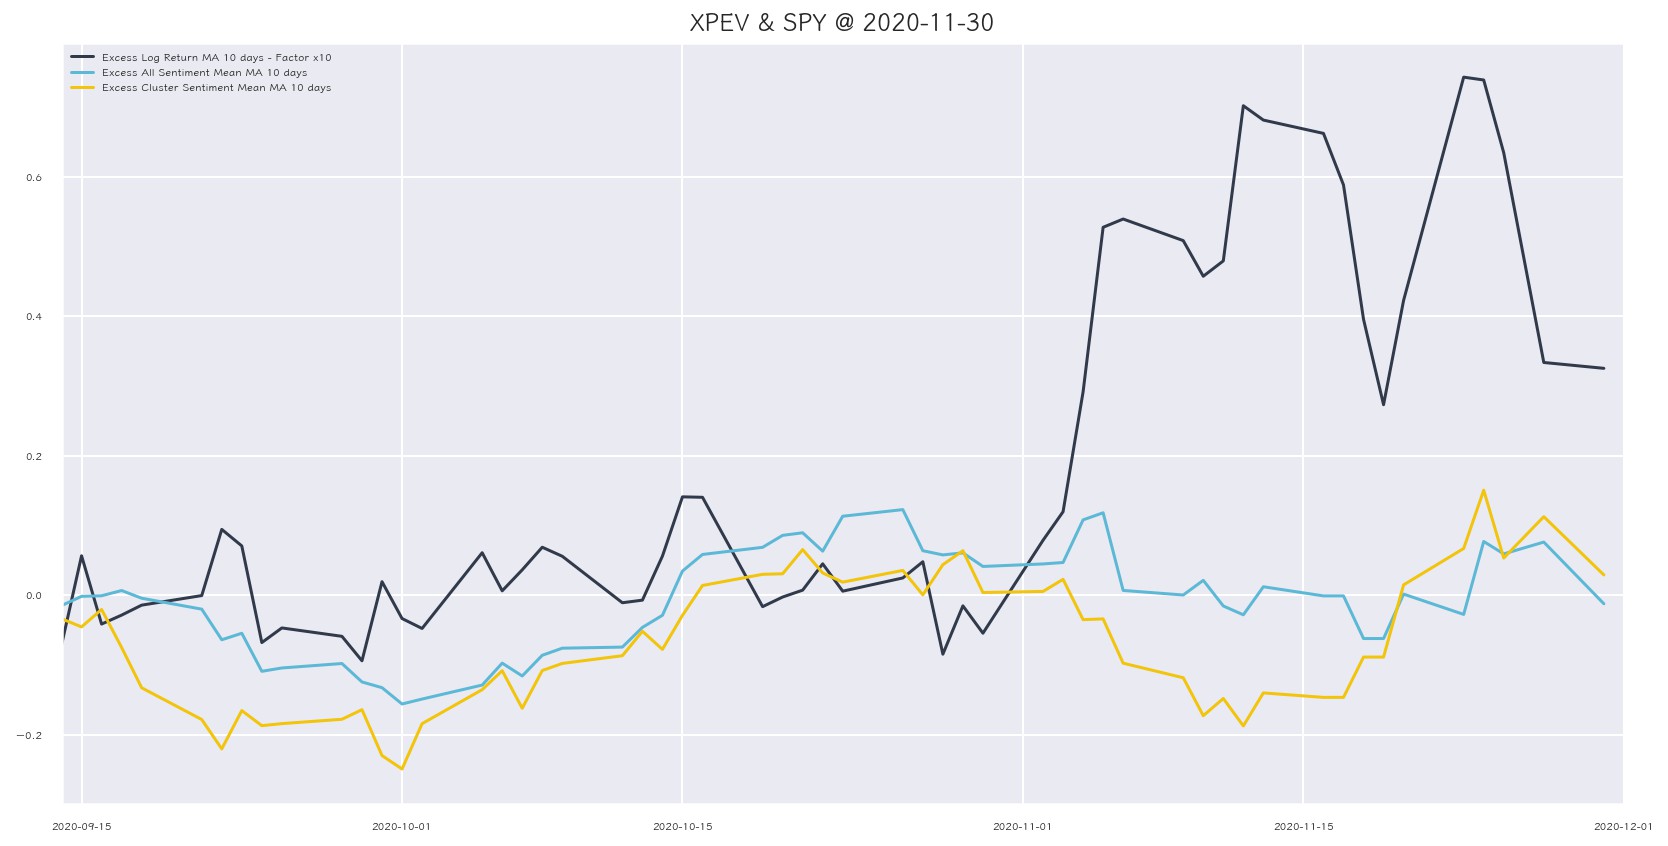 XPEV & SPY @ 2020-11-30
Excess Log Return MA 10 days - Factor x10
Excess All Sentiment Mean MA 10 days
Excess Cluster Sentiment Mean MA 10 days
0.6
0.4
0.2
0.0
−0.2
2020-09-15 2020-10-01 2020-10-15 2020-11-01 2020-11-15 2020-12-01